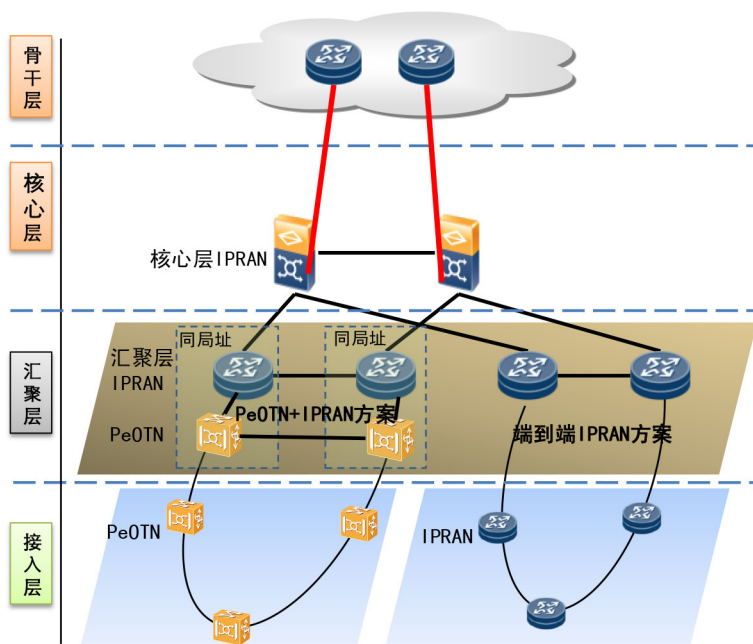 骨干层
核心层
核心层IPRAN
同局址
同局址
汇聚层
汇聚层
IPRAN
PeOTN+IPRAN方案
PeOTN
端到端IPRAN方案
接入层
PeOTN
IPRAN